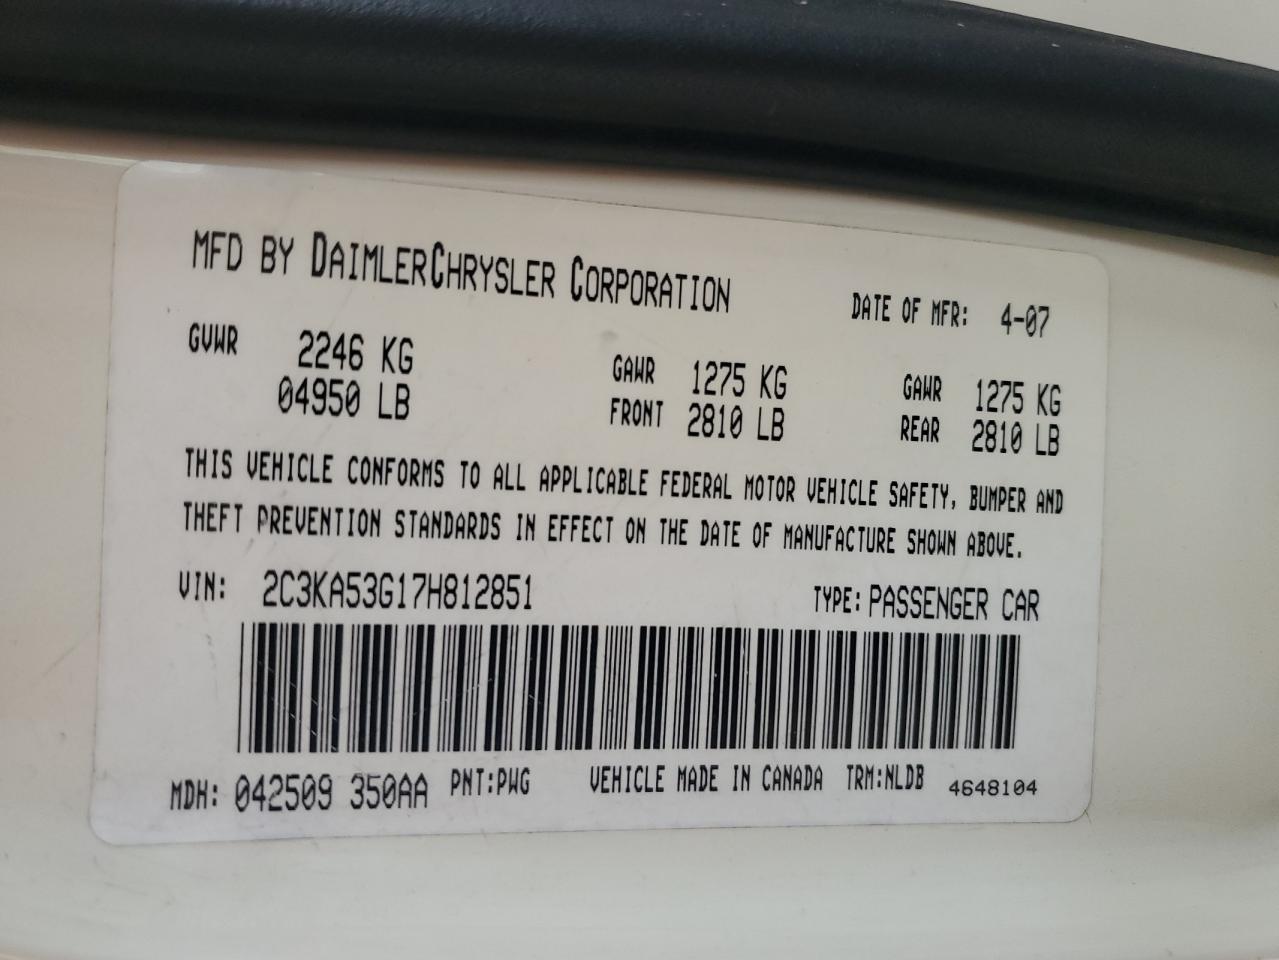 MFD BY DAIMLERCHRYSLER CORPORATION DATE OF MFR: 4-07
GVWR 2246 KG GAWR 1275 KG GAWR 1275 KG
04950 LB FRONT 2810 LB REAR 2810 LB
THIS VEHICLE CONFORMS TO ALL APPLICABLE FEDERAL MOTOR VEHICLE SAFETY, BUMPER AND
THEFT PREVENTION STANDARDS IN EFFECT ON THE DATE OF MANUFACTURE SHOWN ABOVE.
VIN: 2C3KA53G17H812851 TYPE: PASSENGER CAR
MDH: 042509 350AA PNT:PWG VEHICLE MADE IN CANADA TRM:NLDB 4648104